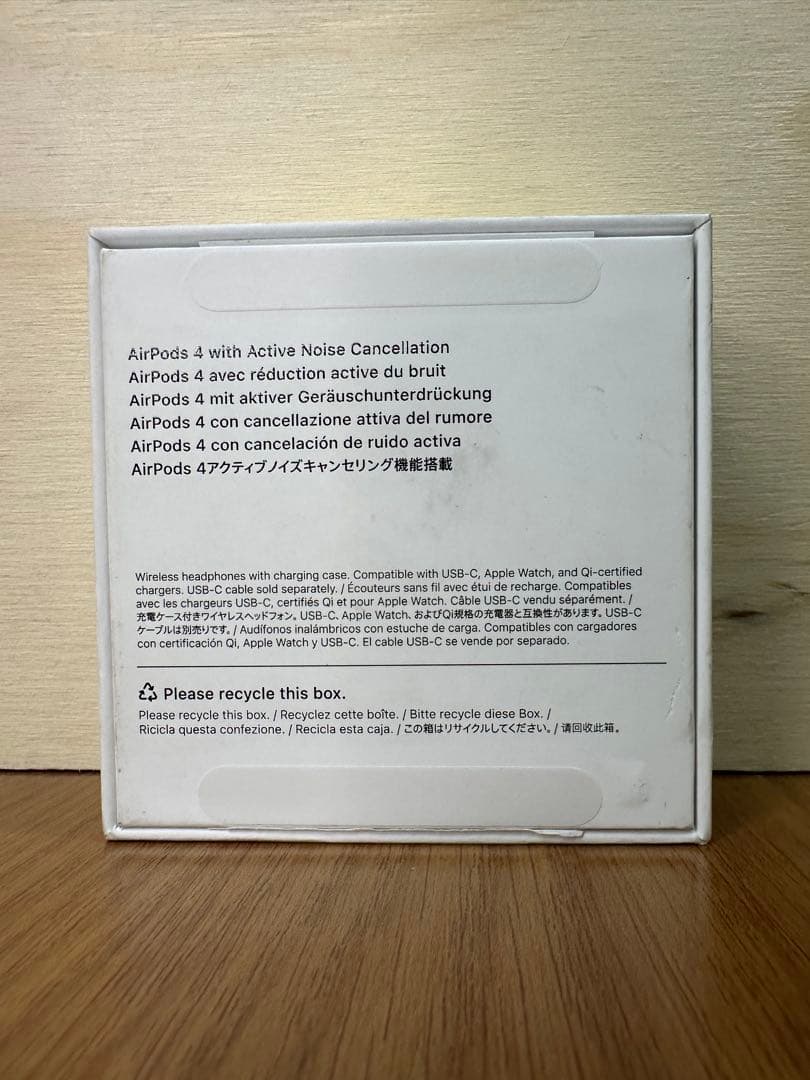 AirPods 4 with Active Noise Cancellation
AirPods 4 avec réduction active du bruit
AirPods 4 mit aktiver Geräuschunterdrückung
AirPods 4 con cancellazione attiva del rumore
AirPods 4 con cancelación de ruido activa
AirPods 4アクティブノイズキャンセリング機能搭載
Wireless headphones with charging case. Compatible with USB-C, Apple Watch, and Qi-certified
chargers. USB-C cable sold separately. / Écouteurs sans fil avec étui de recharge. Compatibles
avec les chargeurs USB-C, certifiés Qi et pour Apple Watch. Câble USB-C vendu séparément. /
充電ケース付きワイヤレスヘッドフォン。USB-C、Apple Watch、およびQi規格の充電器と互換性があります。USB-C
ケーブルは別売りです。/ Audífonos inalámbricos con estuche de carga. Compatibles con cargadores
con certificación Qi, Apple Watch y USB-C. El cable USB-C se vende por separado.
Please recycle this box.
Please recycle this box. / Recyclez cette boîte. / Bitte recycle diese Box. /
Ricicla questa confezione. / Recicla esta caja. / この箱はリサイクルしてください。/ 请回收此箱。